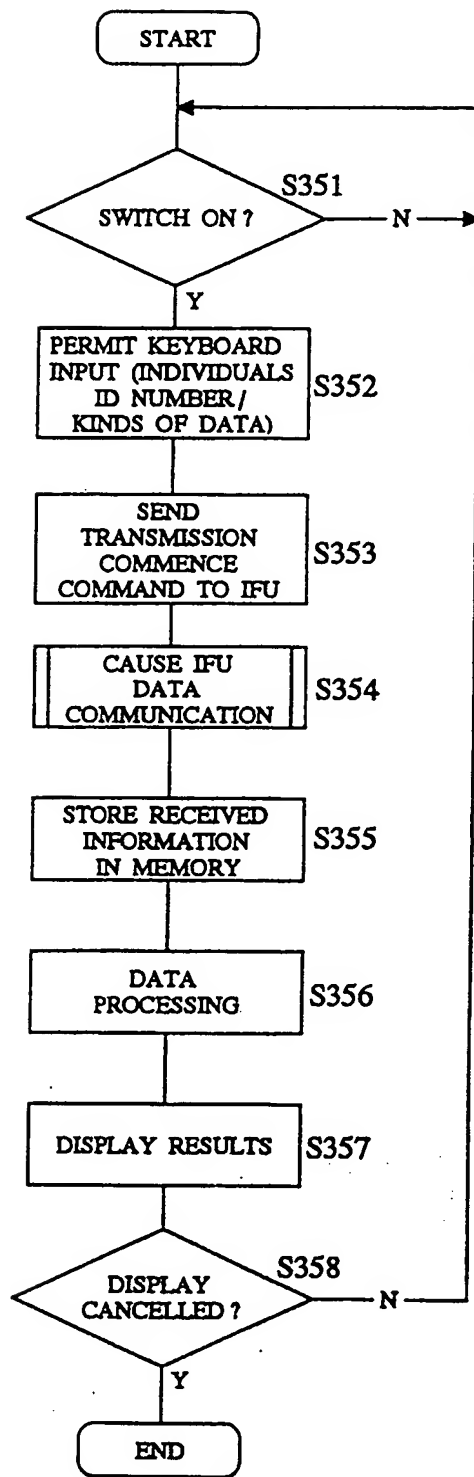 START
S351
SWITCH ON ?
N
Y
PERMIT KEYBOARD
INPUT (INDIVIDUALS
ID NUMBER /
KINDS OF DATA)
S352
SEND
TRANSMISSION
COMMENCE
COMMAND TO IFU
S353
CAUSE IFU
DATA
COMMUNICATION
S354
STORE RECEIVED
INFORMATION
IN MEMORY
S355
DATA
PROCESSING
S356
DISPLAY RESULTS
S357
S358
DISPLAY
CANCELLED ?
N
Y
END